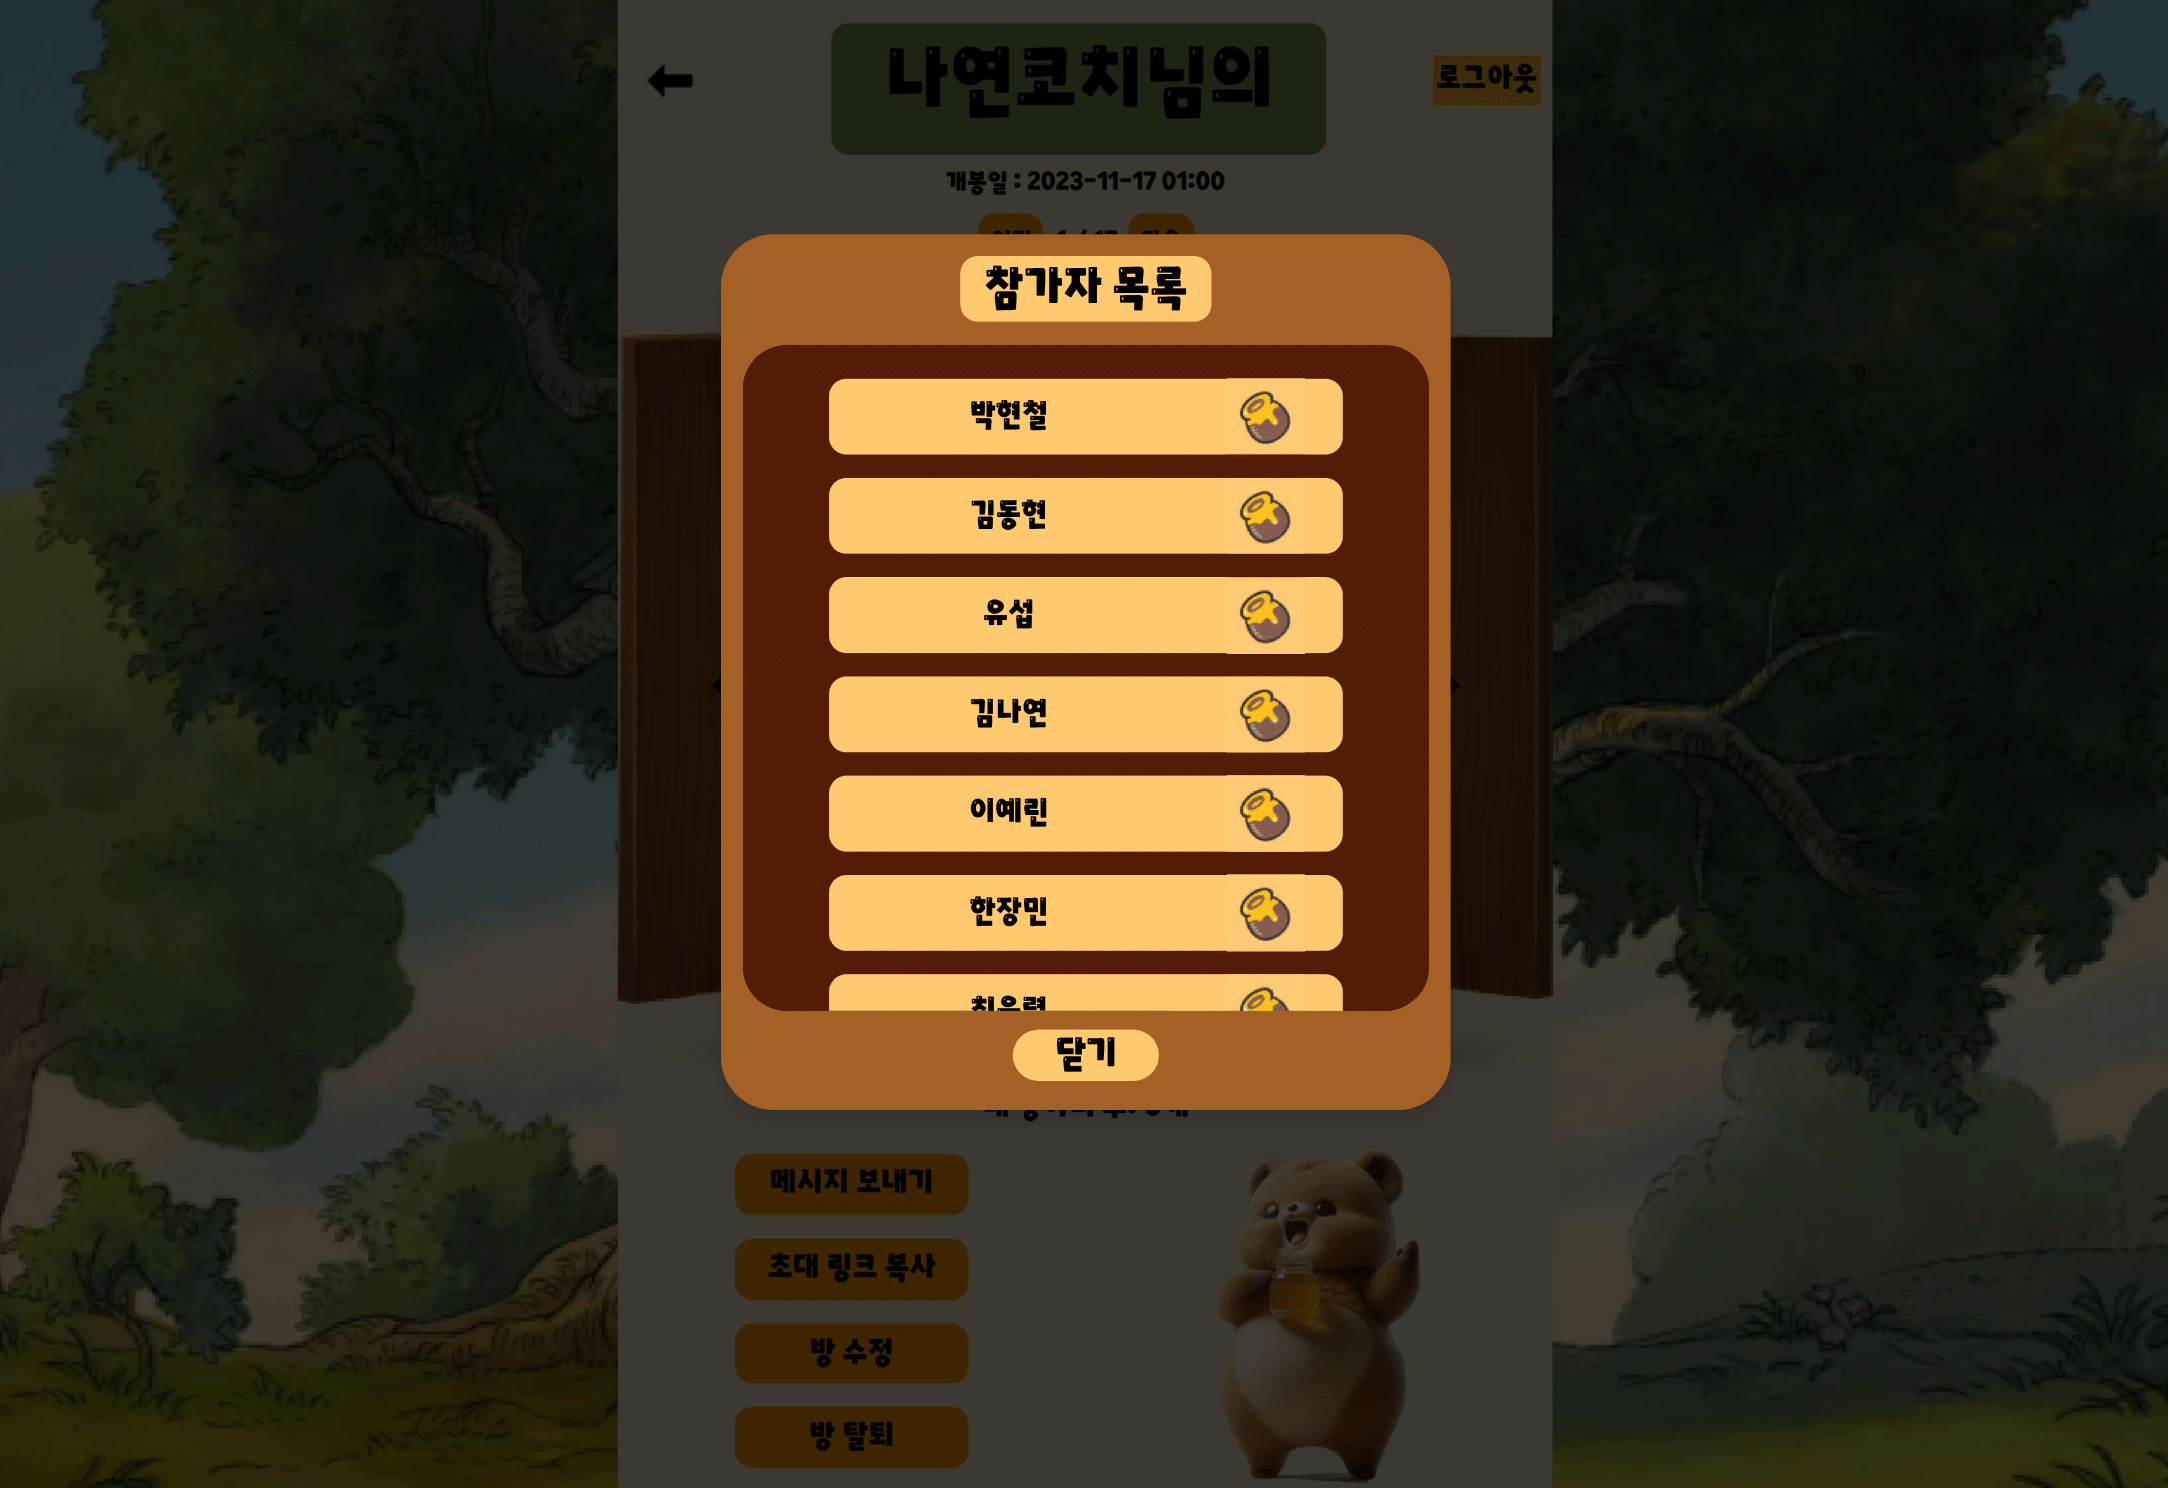 나연코치님의
로그아웃
개봉일 : 2023-11-17 01:00
참가자 목록
박현철
김동현
유섭
김나연
이예린
한장민
닫기
메시지 보내기
초대 링크 복사
방 수정
방 탈퇴